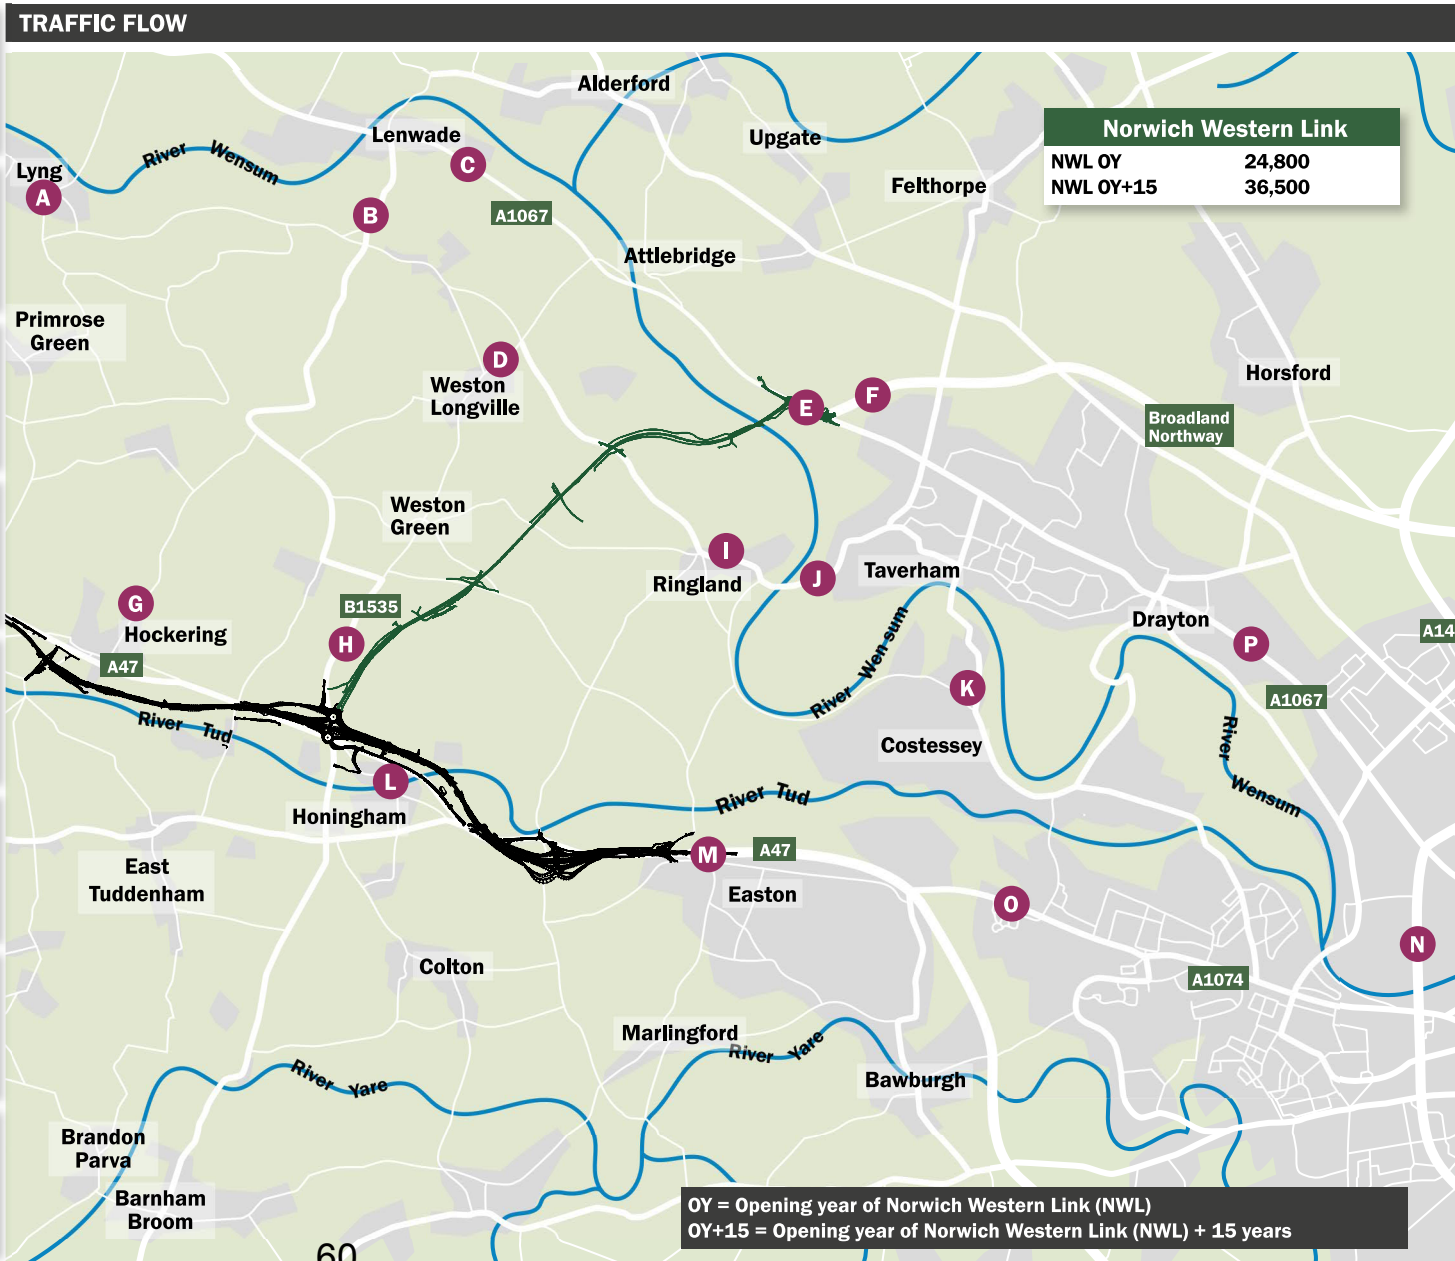 TRAFFIC FLOW
Alderford
Norwich Western Link
NWL OY 24,800
NWL OY+15 36,500
Lenwade
Upgate
River Wensum
Lyng
A
C
Felthorpe
B
A1067
Attlebridge
Primrose
Green
D
Weston
Longville
Horsford
E
F
Broadland
Northway
Weston
Green
I
Ringland
J
Taverham
G
Hockering
B1535
H
Drayton
A14
P
River Wen sum
A47
K
A1067
River Tud
Costessey
River Wensum
L
Honingham
River Tud
M
A47
East
Tuddenham
Easton
O
N
Colton
A1074
Marlingford
River Yare
River Yare
Bawburgh
Brandon
Parva
Barnham
Broom
OY = Opening year of Norwich Western Link (NWL)
OY+15 = Opening year of Norwich Western Link (NWL) + 15 years
60